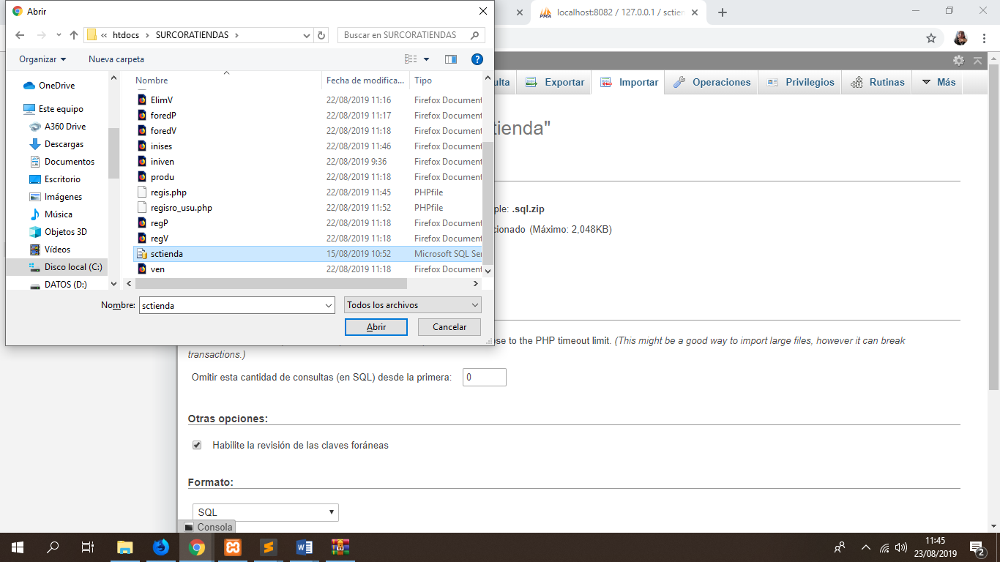 Abrir
localhost:8082 / 127.0.0.1 / sctien
htdocs
SURCORATIENDAS
Buscar en SURCORATIENDAS
Organizar
Nueva carpeta
OneDrive
Este equipo
A360 Drive
Descargas
Documentos
Escritorio
Imágenes
Música
Objetos 3D
Vídeos
Disco local (C:)
DATOS (D:)
Nombre Fecha de modifica... Tipo
ElimV 22/08/2019 11:16 Firefox Document
foredP 22/08/2019 11:17 Firefox Document
foredV 22/08/2019 11:18 Firefox Document
inises 22/08/2019 11:46 Firefox Document
iniven 22/08/2019 9:36 Firefox Document
produ 22/08/2019 11:18 Firefox Document
regis.php 22/08/2019 11:45 PHPfile
regisro_usu.php 22/08/2019 11:52 PHPfile
regP 22/08/2019 11:18 Firefox Document
regV 22/08/2019 11:18 Firefox Document
sctienda 15/08/2019 10:52 Microsoft SQL Ser
ven 22/08/2019 11:18 Firefox Document
Nombre: sctienda
Todos los archivos
Abrir
Cancelar
ulta Exportar Importar Operaciones Privilegios Rutinas Más
tienda"
ple: .sql.zip
cionado (Máximo: 2,048KB)
ose to the PHP timeout limit. (This might be a good way to import large files, however it can break
transactions.)
Omitir esta cantidad de consultas (en SQL) desde la primera: 0
Otras opciones:
Habilite la revisión de las claves foráneas
Formato:
SQL
Consola
11:45
23/08/2019
2